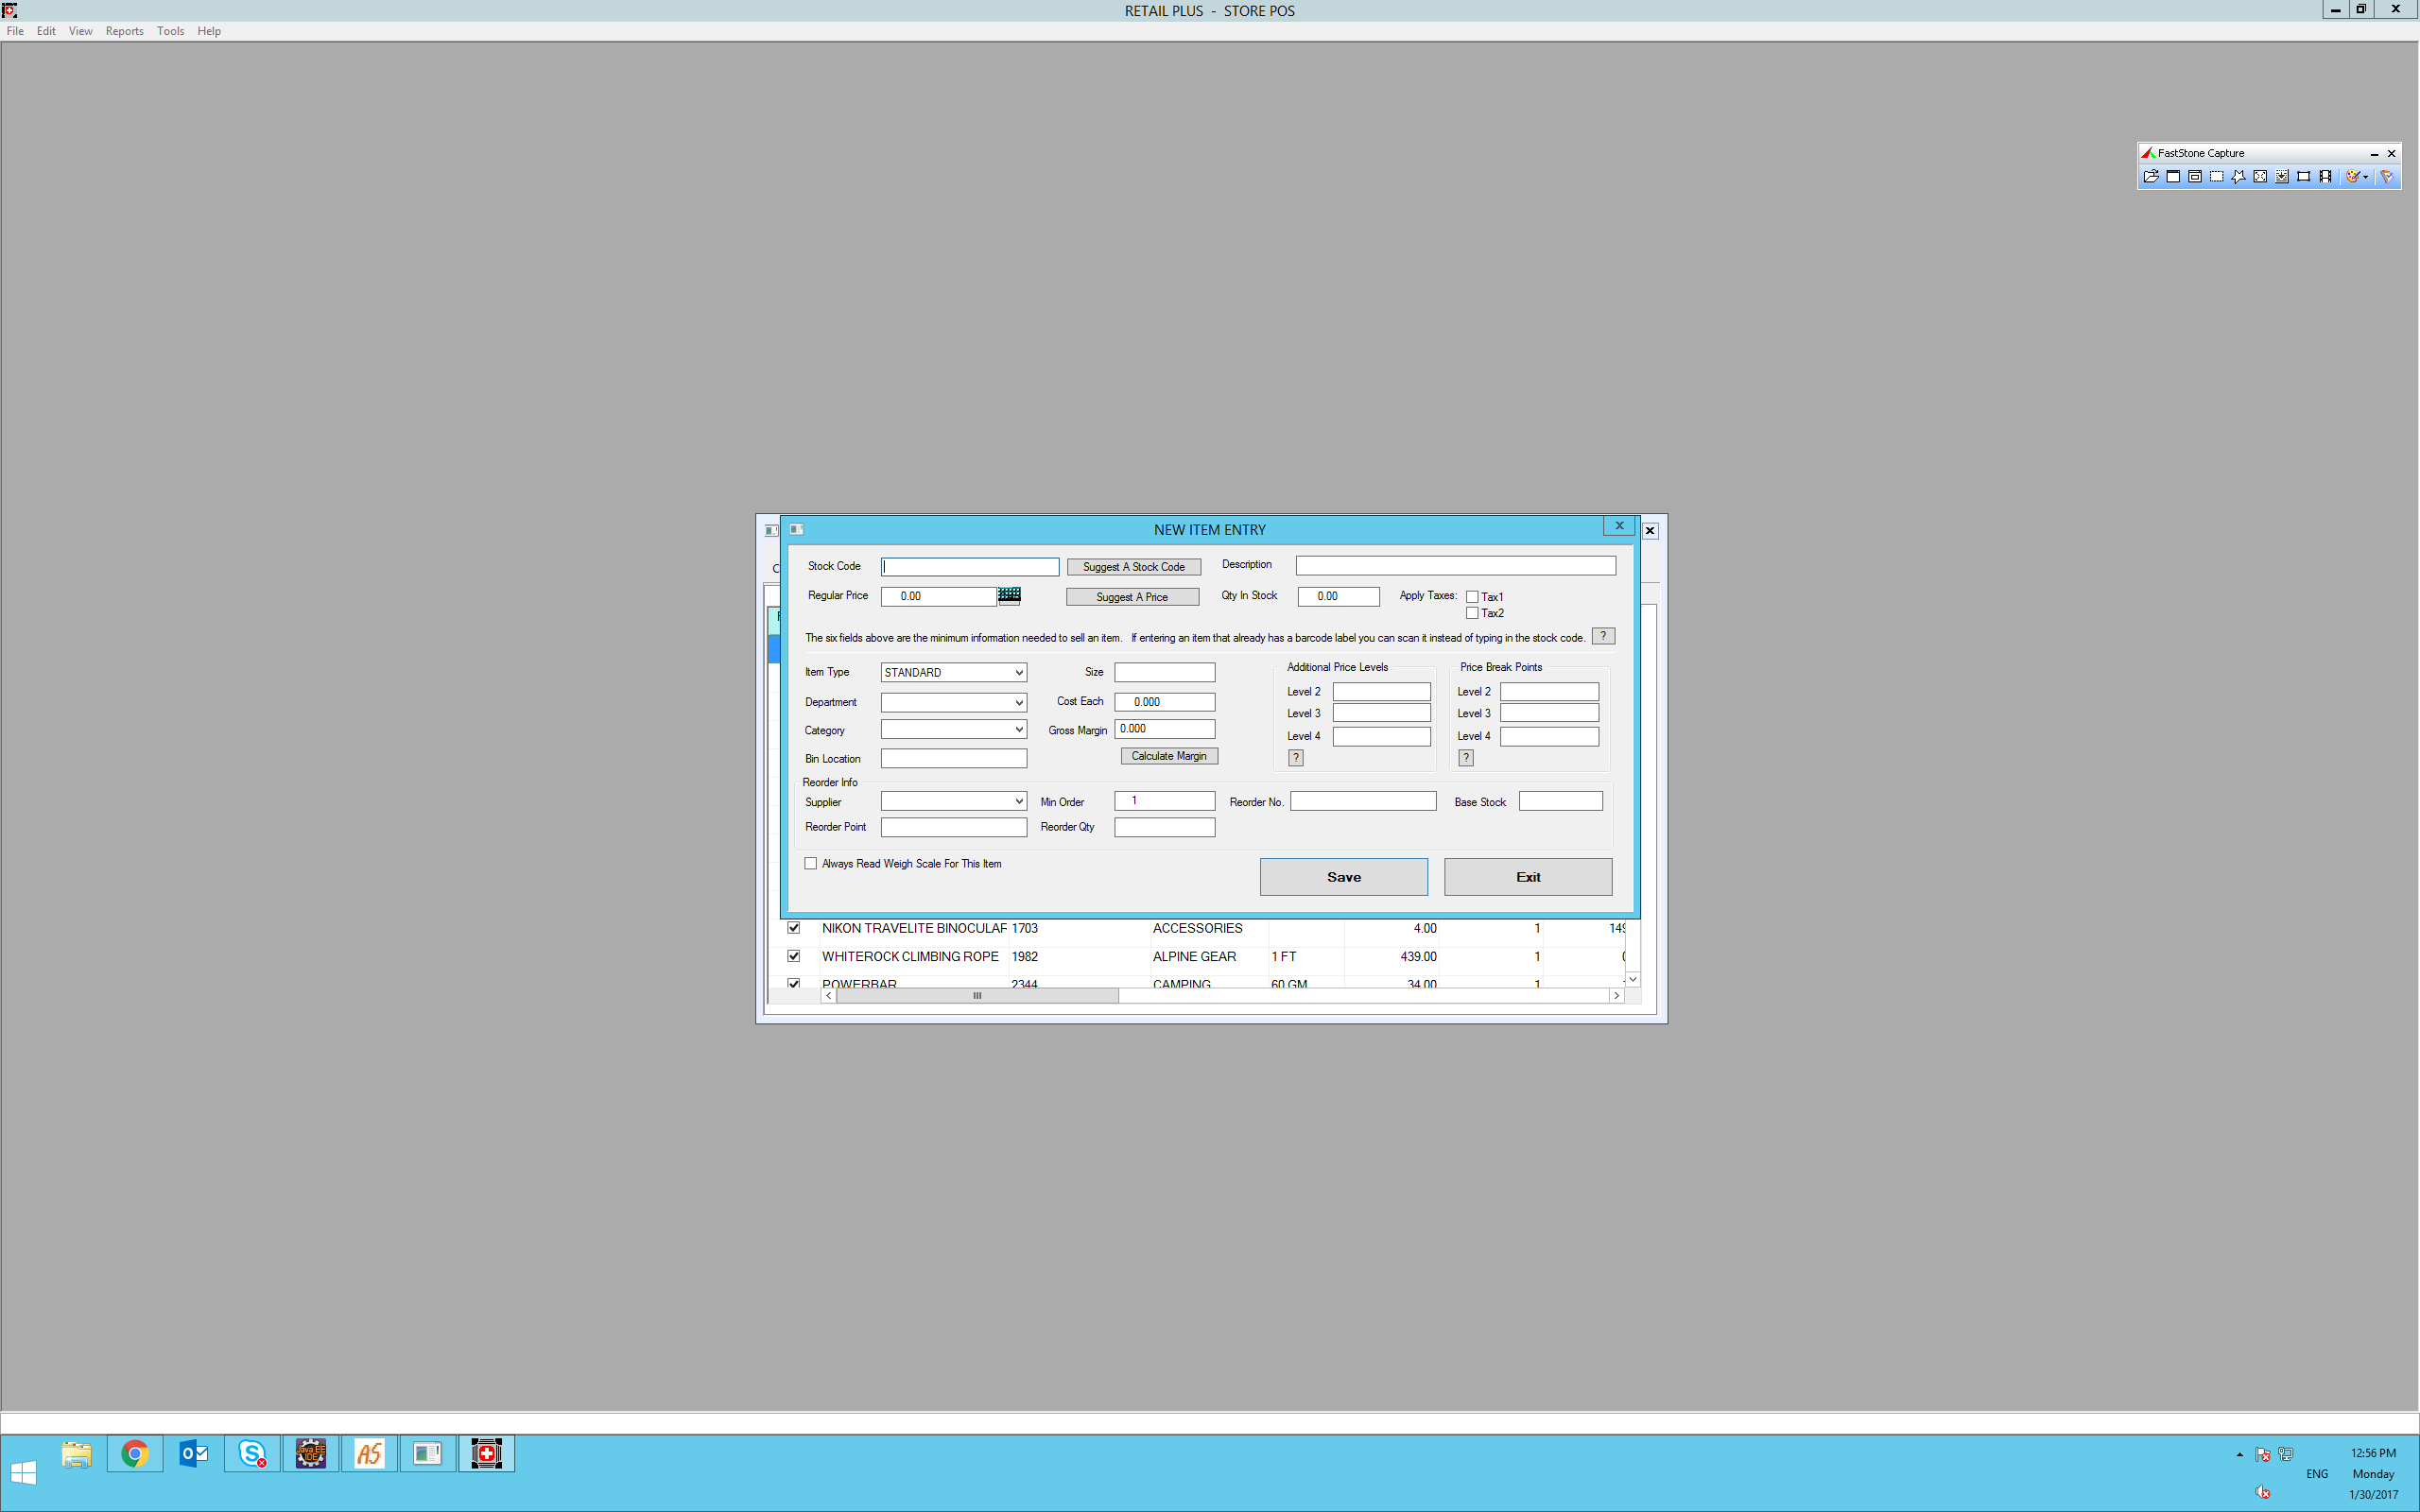 RETAIL PLUS - STORE POS
File Edit View Reports Tools Help
FastStone Capture
NEW ITEM ENTRY
Stock Code Suggest A Stock Code Description
Regular Price 0.00 Suggest A Price Qty In Stock 0.00 Apply Taxes: Tax1
Tax2
The six fields above are the minimum information needed to sell an item. If entering an item that already has a barcode label you can scan it instead of typing in the stock code. ?
Item Type STANDARD Size Additional Price Levels Price Break Points
Level 2 Level 2
Department Cost Each 0.000
Level 3 Level 3
Category Gross Margin 0.000
Level 4 Level 4
Bin Location Calculate Margin ? ?
Reorder Info
Supplier Min Order 1 Reorder No. Base Stock
Reorder Point Reorder Qty
Always Read Weigh Scale For This Item Save Exit
NIKON TRAVELITE BINOCULAR 1703 ACCESSORIES 4.00 1 149
WHITEROCK CLIMBING ROPE 1982 ALPINE GEAR 1 FT 439.00 1
POWERBAR 2344 CAMPING 60 GM 34.00 1
12:56 PM
ENG Monday
1/30/2017